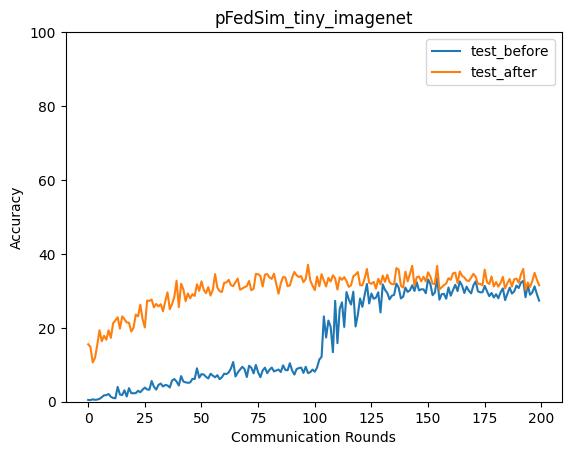 pFedSim_tiny_imagenet
100
80
60
40
20
0
Accuracy
test_before
test_after
0 25 50 75 100 125 150 175 200
Communication Rounds